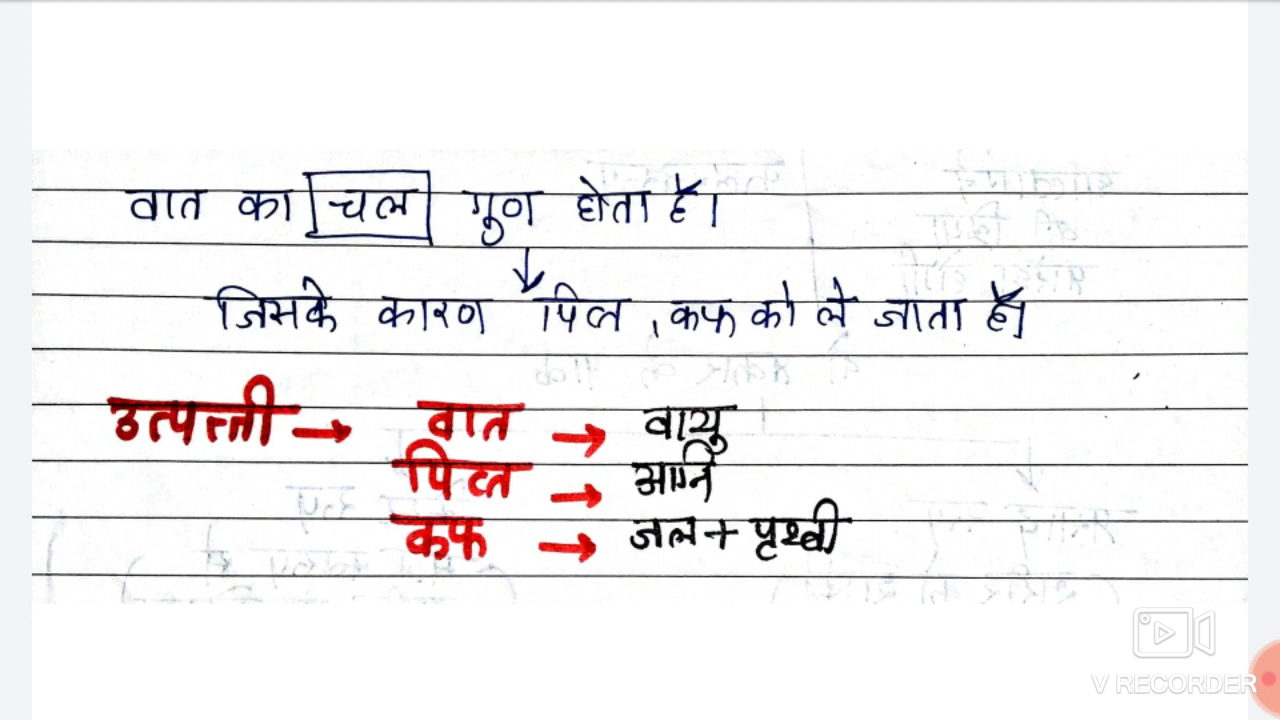 वात का चल गुण होता है।
↓
जिसके कारण पित्त, कफ को ले जाता है।
उत्पत्ती → वात → वायु
पित्त → अग्नि
कफ → जल + पृथ्वी
V RECORDER